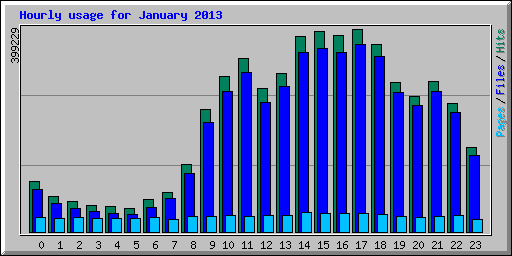 Hourly usage for January 2013
399229
Pages / Files / Hits
0 1 2 3 4 5 6 7 8 9 10 11 12 13 14 15 16 17 18 19 20 21 22 23